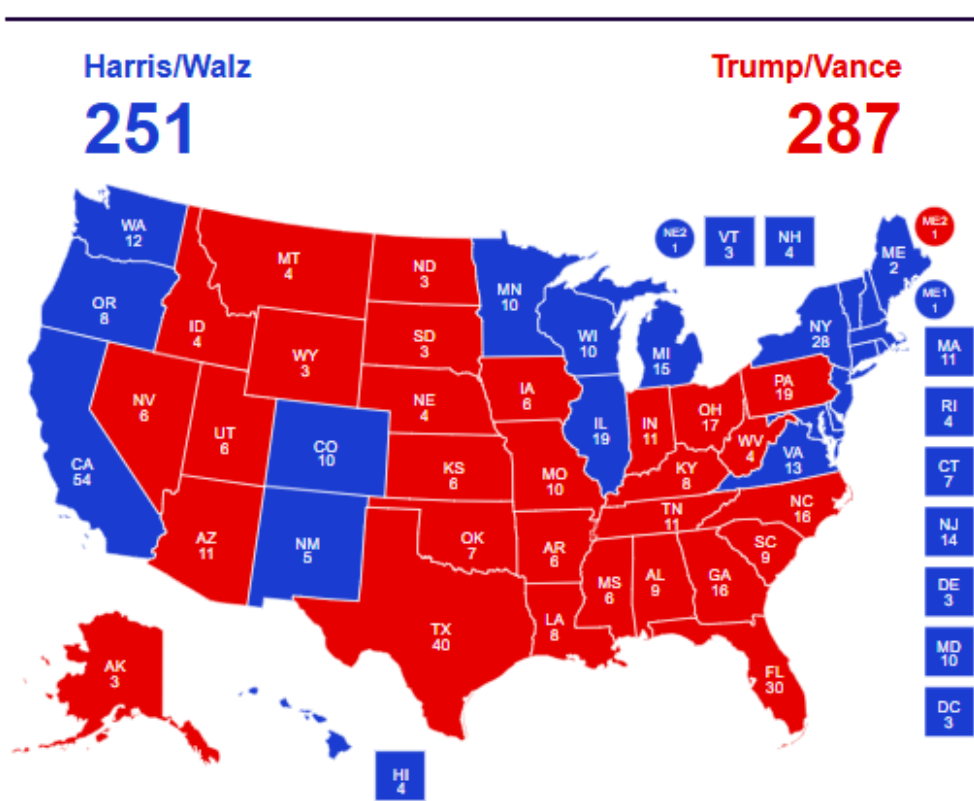 Harris/Walz
251
Trump/Vance
287
WA
12
OR
8
CA
54
NV
6
ID
4
MT
4
WY
3
UT
6
CO
10
AZ
11
NM
5
ND
3
SD
3
NE
4
KS
6
OK
7
TX
40
MN
10
IA
6
MO
10
AR
6
LA
8
WI
10
IL
19
MI
15
IN
11
OH
17
KY
8
TN
11
MS
6
AL
9
GA
16
FL
30
SC
9
NC
16
VA
13
WV
4
PA
19
NY
28
ME
2
NE2
1
VT
3
NH
4
ME2
1
ME1
1
MA
11
RI
4
CT
7
NJ
14
DE
3
MD
10
DC
3
AK
3
HI
4